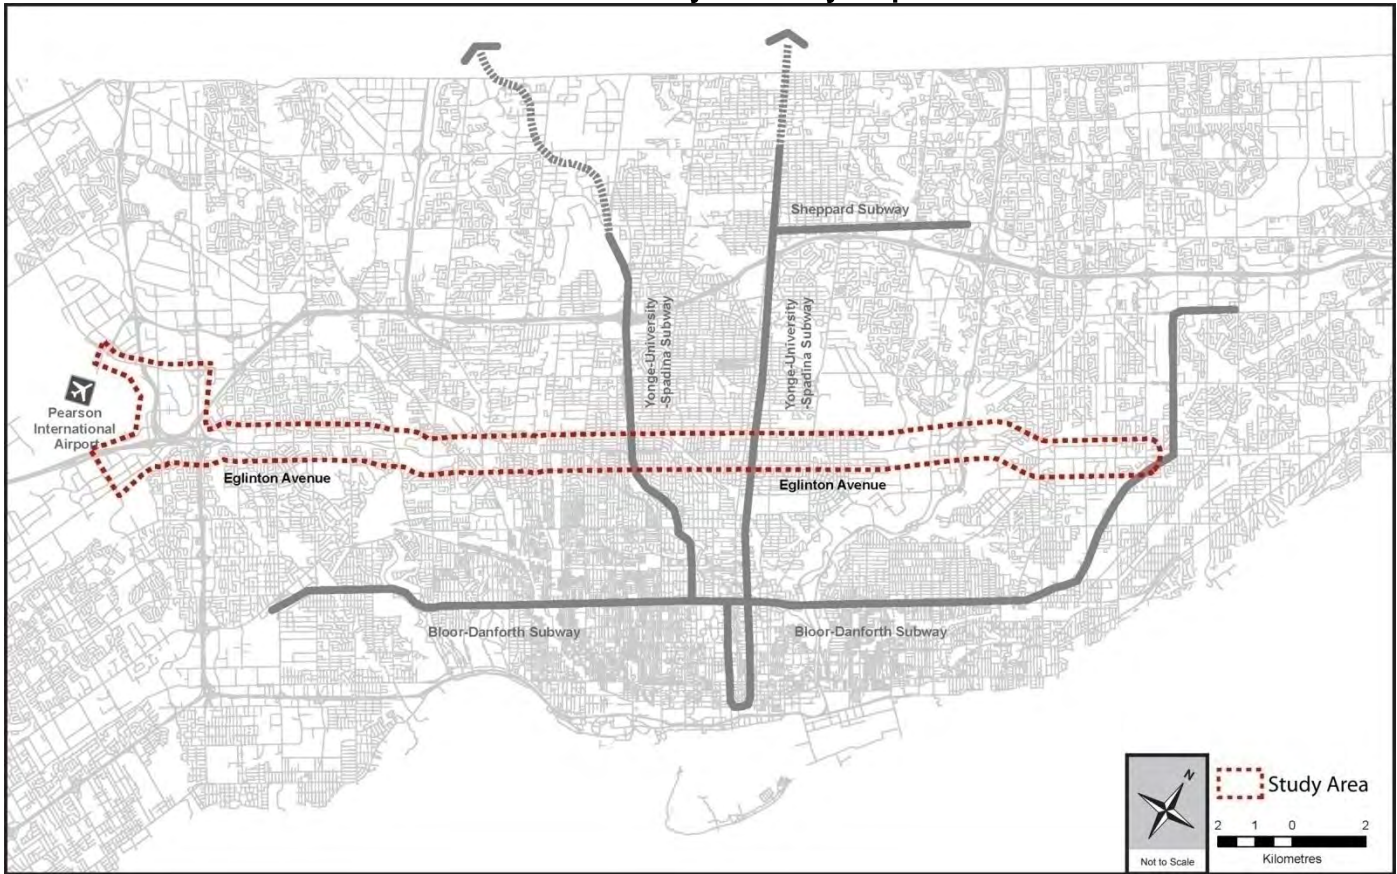 Sheppard Subway
Yonge-University
-Spadina Subway
Yonge-University
-Spadina Subway
Pearson
International
Airport
Eglinton Avenue
Eglinton Avenue
Bloor-Danforth Subway
Bloor-Danforth Subway
N
Not to Scale
Study Area
2 1 0 2
Kilometres